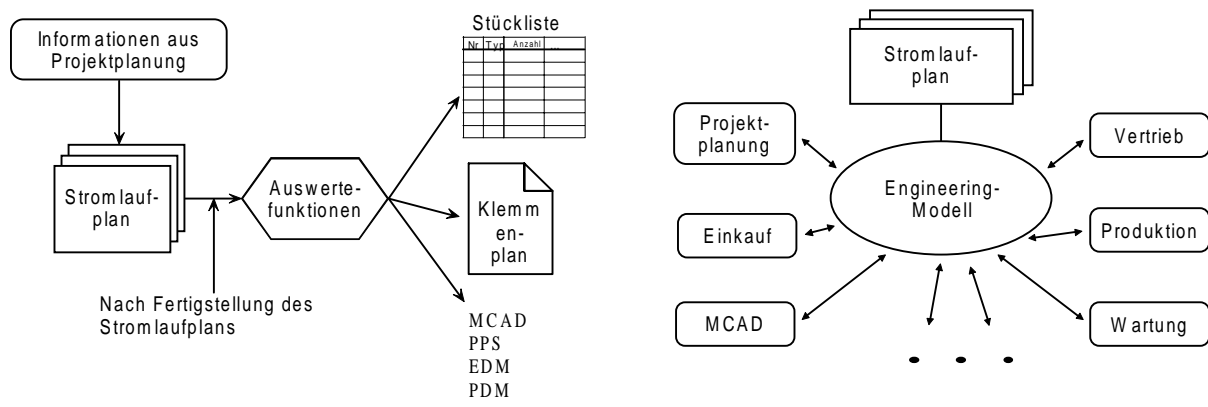 Informationen aus
Projektplanung
Stromlauf-
plan
Nach Fertigstellung des
Stromlaufplans
Auswerte-
funktionen
Stückliste
Nr Typ Anzahl ...
Klemm
en-
plan
MCAD
PPS
EDM
PDM
Stromlauf-
plan
Projekt-
planung
Vertrieb
Engineering-
Modell
Einkauf
Produktion
MCAD
Wartung